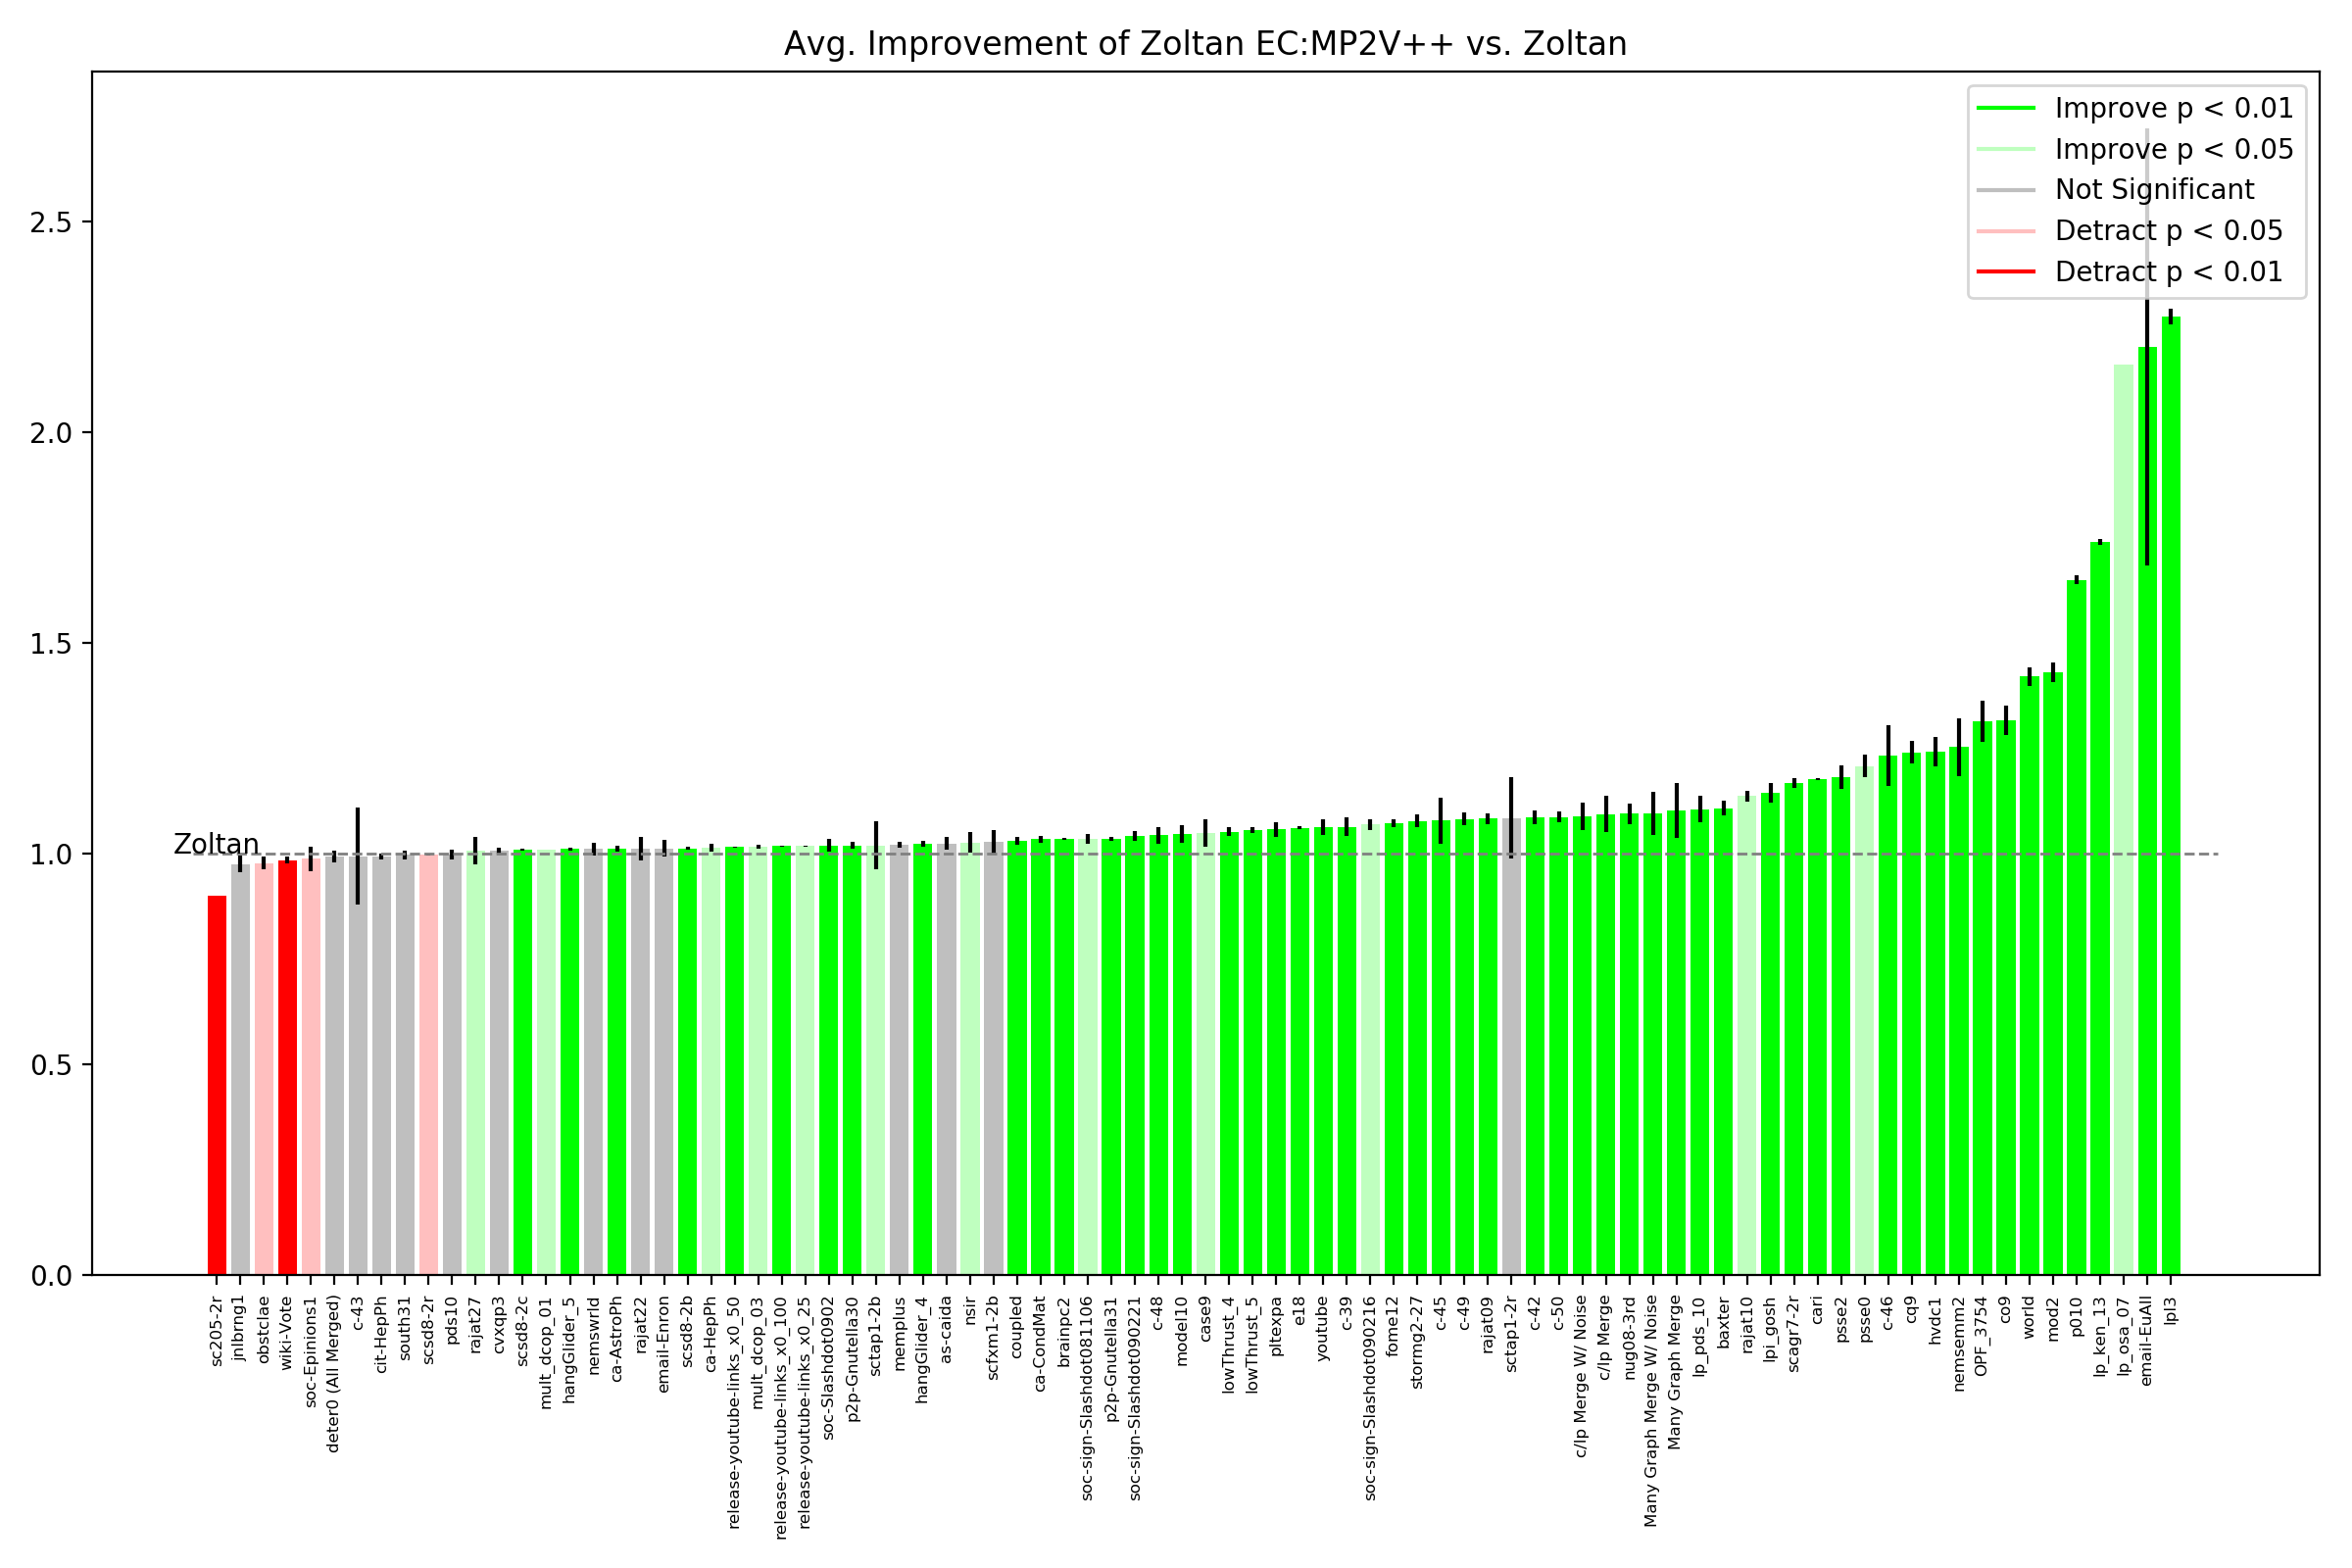 Avg. Improvement of Zoltan EC:MP2V++ vs. Zoltan
Improve p < 0.01
Improve p < 0.05
Not Significant
Detract p < 0.05
Detract p < 0.01
2.5
2.0
1.5
1.0
0.5
0.0
Zoltan
sc205-2r
jnlbrng1
obstclae
wiki-Vote
soc-Epinions1
deter0 (All Merged)
c-43
cit-HepPh
south31
scsd8-2r
pds10
rajat27
cvxqp3
scsd8-2c
mult_dcop_01
hangGlider_5
nemswrld
ca-AstroPh
rajat22
email-Enron
scsd8-2b
ca-HepPh
release-youtube-links_x0_50
mult_dcop_03
release-youtube-links_x0_100
release-youtube-links_x0_25
soc-Slashdot0902
p2p-Gnutella30
sctap1-2b
memplus
hangGlider_4
as-caida
nsir
scfxm1-2b
coupled
ca-CondMat
brainpc2
soc-sign-Slashdot081106
p2p-Gnutella31
soc-sign-Slashdot090221
c-48
model10
case9
lowThrust_4
lowThrust_5
pltexpa
e18
youtube
c-39
soc-sign-Slashdot090216
fome12
stormg2-27
c-45
c-49
rajat09
sctap1-2r
c-42
c-50
c/lp Merge W/ Noise
c/lp Merge
nug08-3rd
Many Graph Merge W/ Noise
Many Graph Merge
lp_pds_10
baxter
rajat10
lpi_gosh
scagr7-2r
cari
psse2
psse0
c-46
cq9
hvdc1
nemsemm2
OPF_3754
co9
world
mod2
p010
lp_ken_13
lp_osa_07
email-EuAll
lpl3